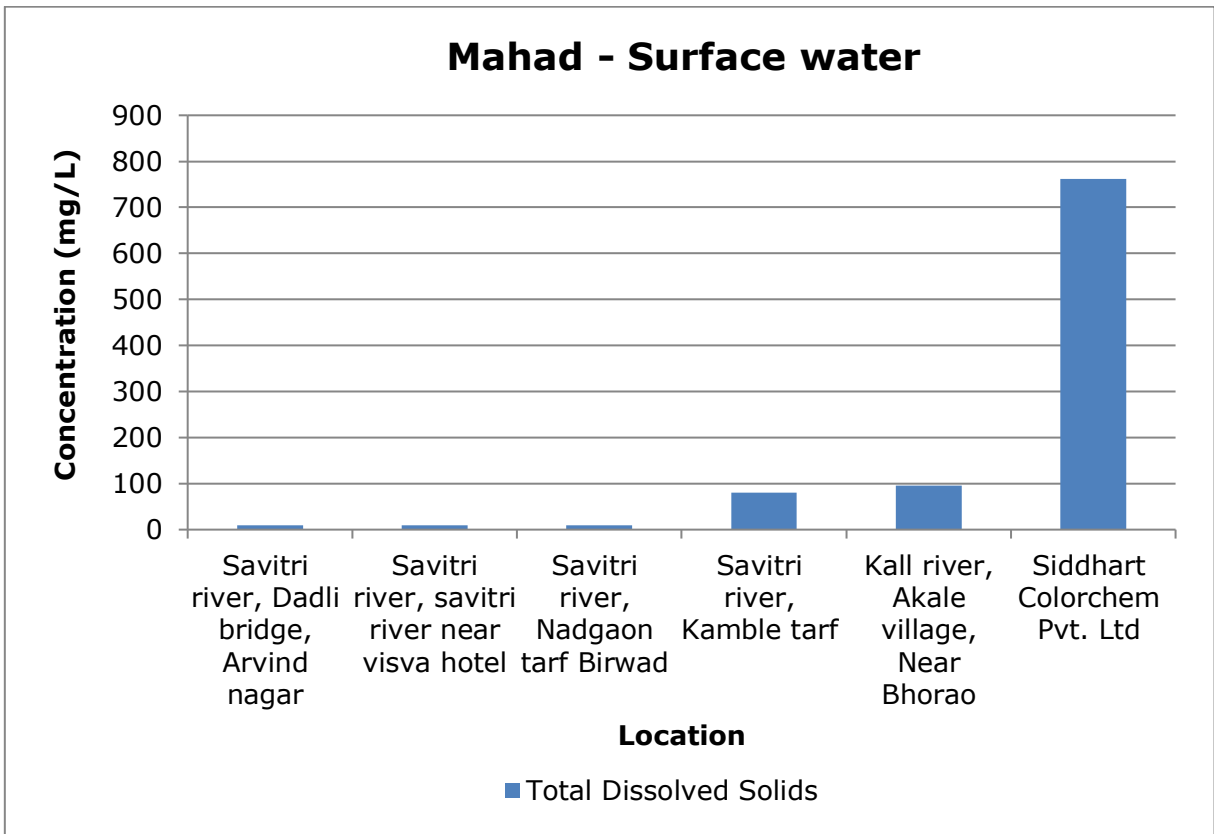 Mahad - Surface water
Concentration (mg/L)
900
800
700
600
500
400
300
200
100
0
Savitri
river, Dadli
bridge,
Arvind
nagar
Savitri
river, savitri
river near
visva hotel
Savitri
river,
Nadgaon
tarf Birwad
Savitri
river,
Kamble tarf
Kall river,
Akale
village,
Near
Bhorao
Siddhart
Colorchem
Pvt. Ltd
Location
Total Dissolved Solids